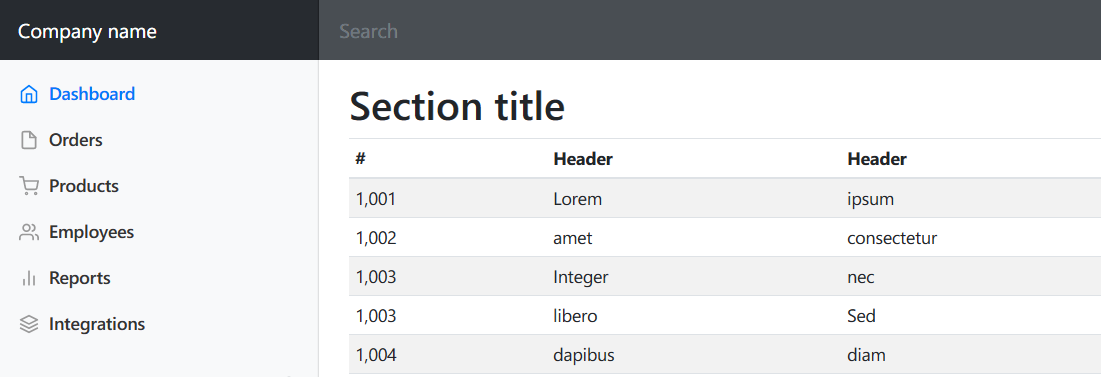 Company name
Search
Dashboard
Orders
Products
Employees
Reports
Integrations
Section title
# Header Header
1,001 Lorem ipsum
1,002 amet consectetur
1,003 Integer nec
1,003 libero Sed
1,004 dapibus diam